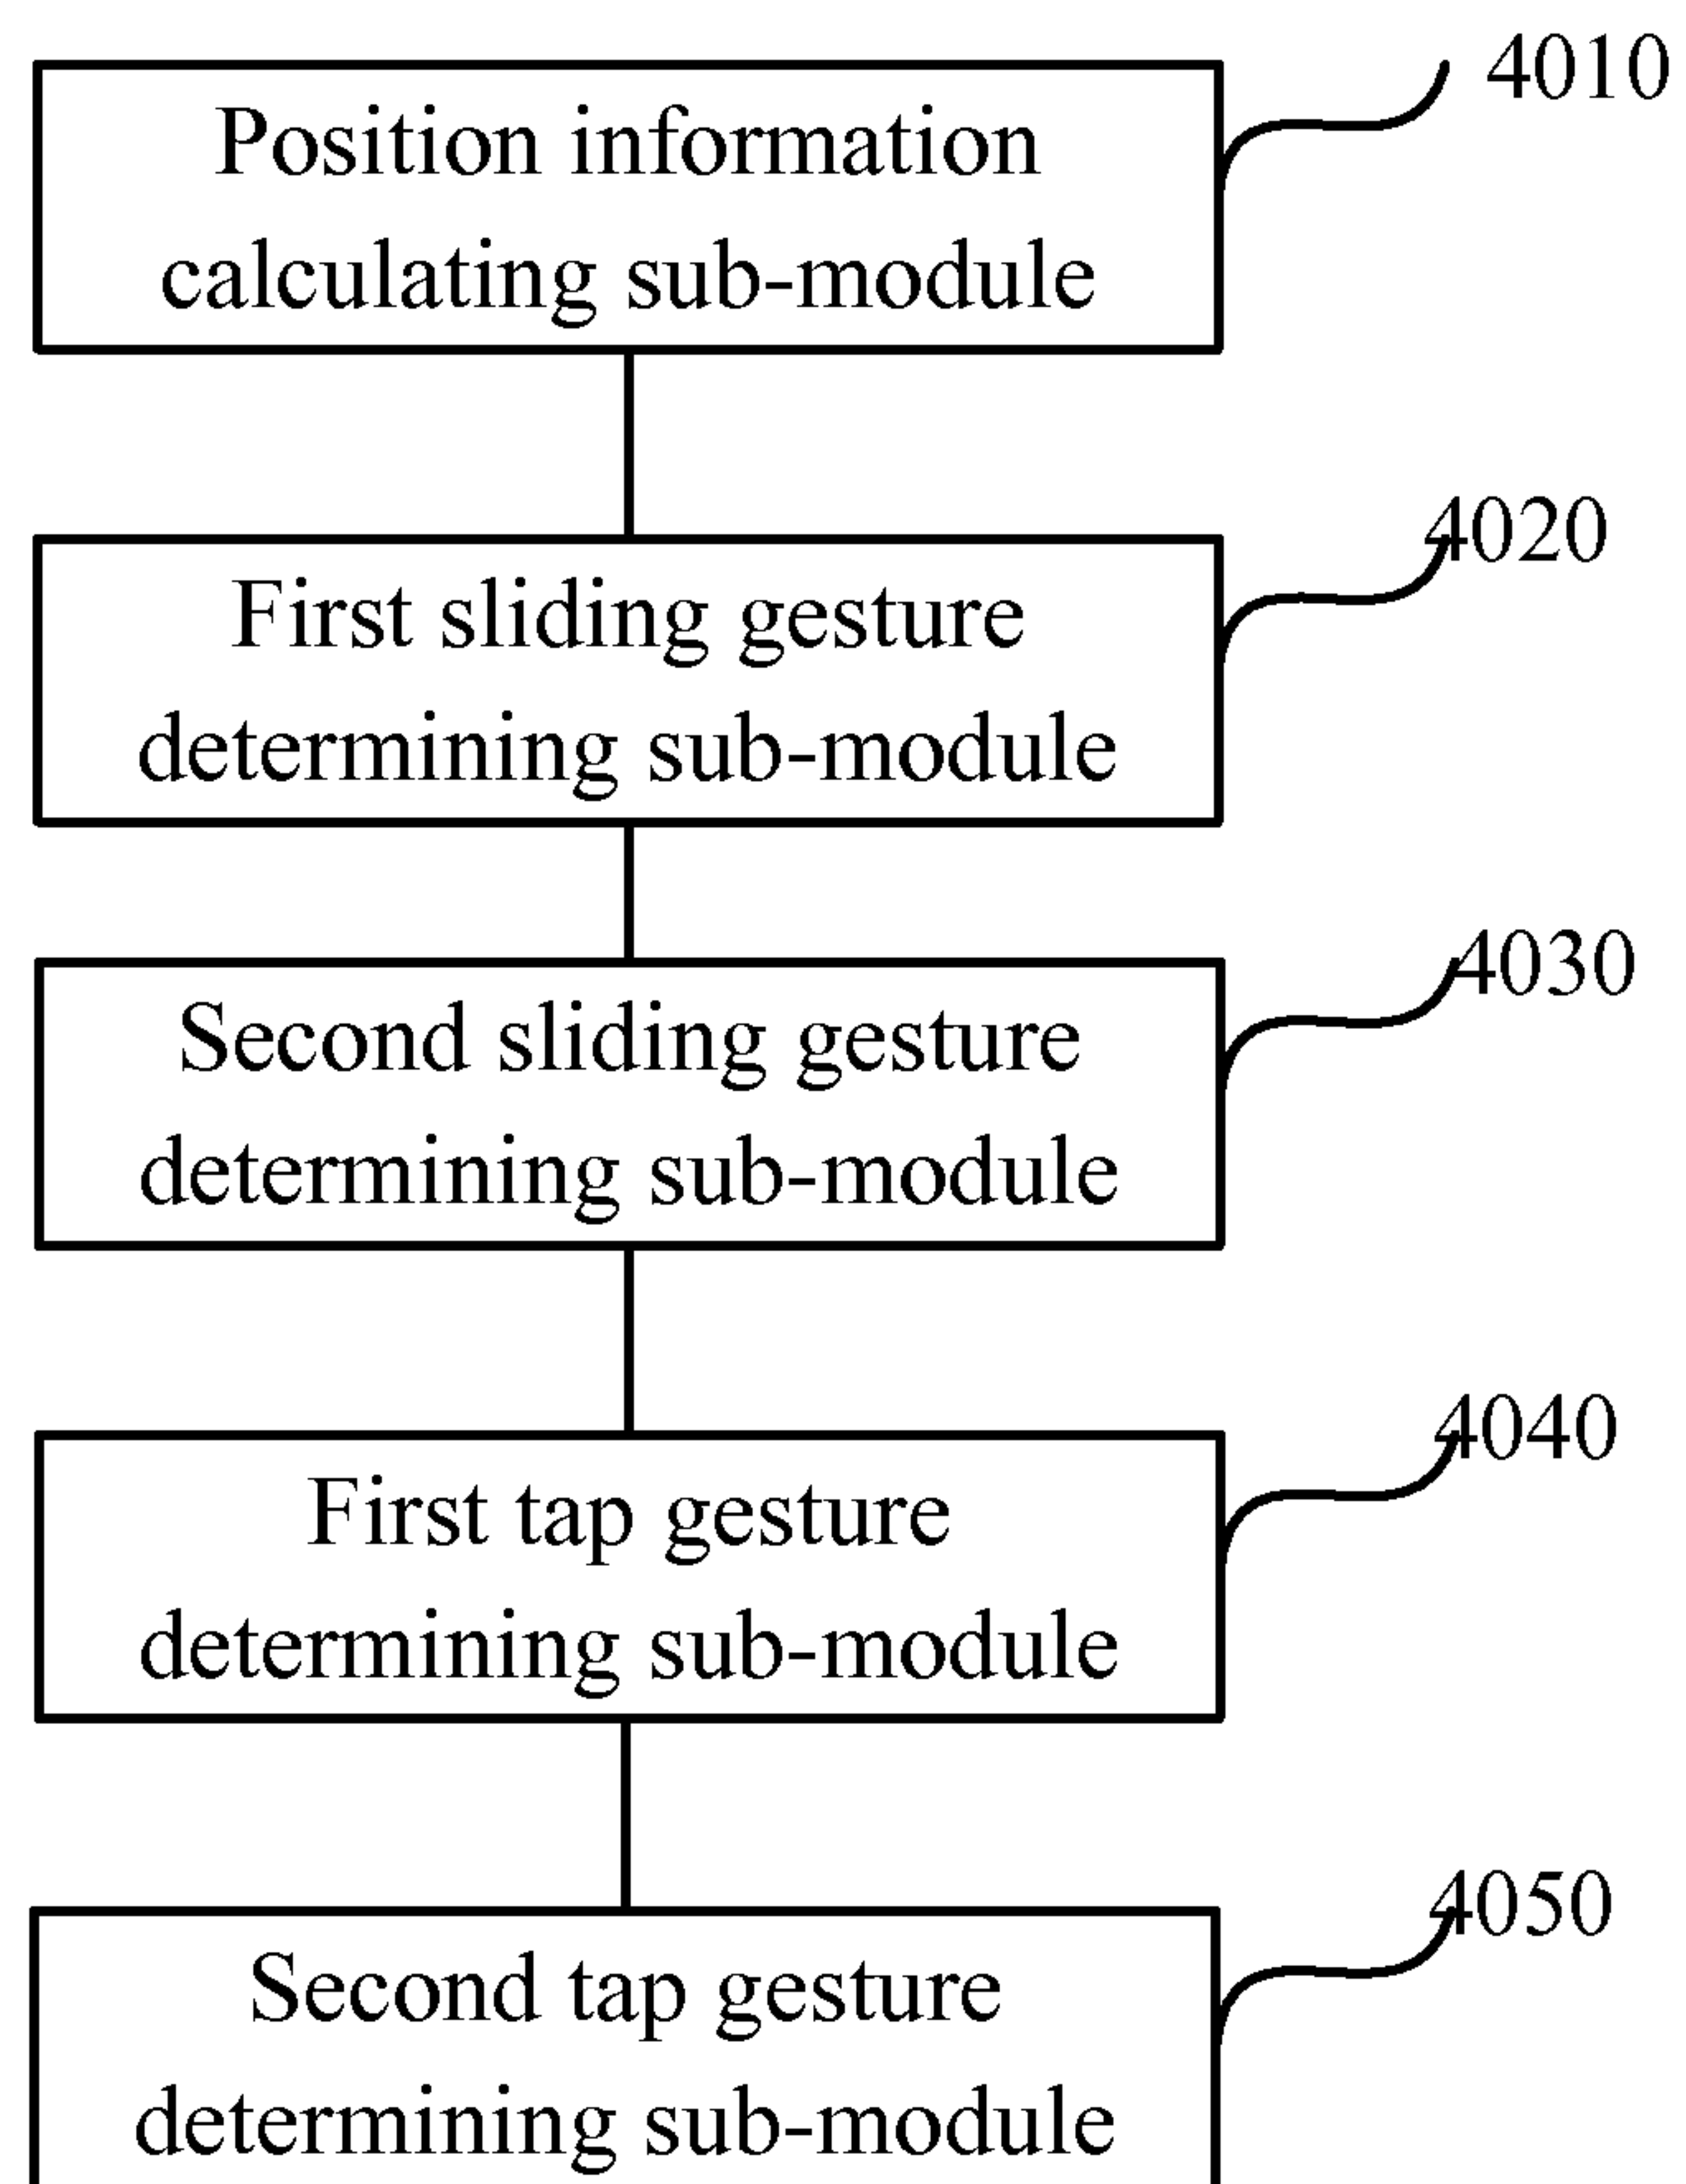 4010
Position information
calculating sub-module
4020
First sliding gesture
determining sub-module
4030
Second sliding gesture
determining sub-module
4040
First tap gesture
determining sub-module
4050
Second tap gesture
determining sub-module